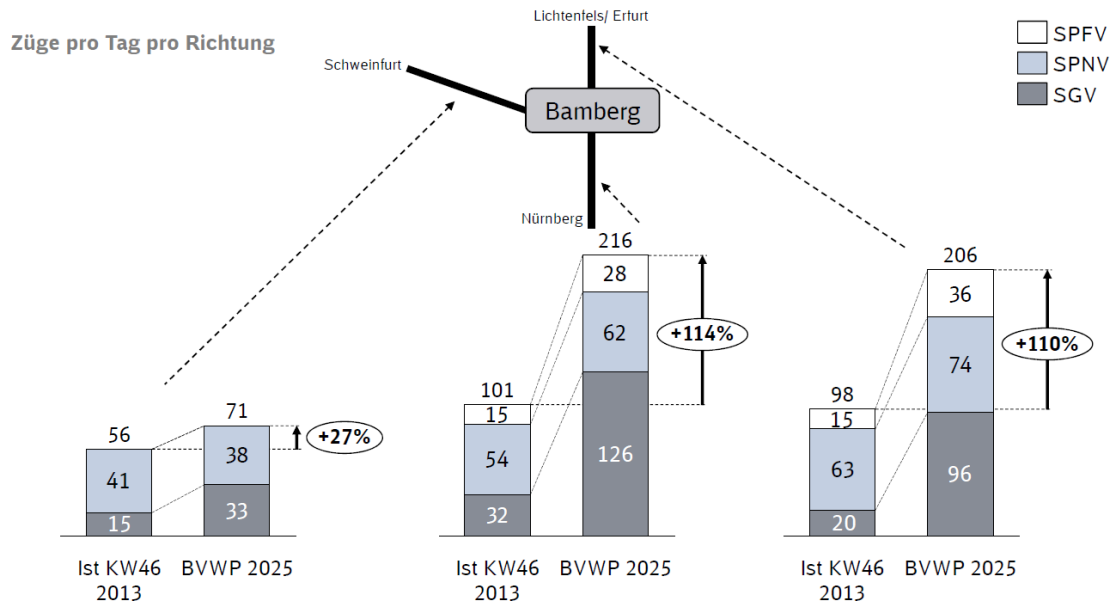 Züge pro Tag pro Richtung
Lichtenfels/ Erfurt
Schweinfurt
Bamberg
Nürnberg
SPFV
SPNV
SGV
56
41
15
71
38
33
+27%
Ist KW46
2013
BVWP 2025
101
15
54
32
216
28
62
126
+114%
Ist KW46
2013
BVWP 2025
98
15
63
20
206
36
74
96
+110%
Ist KW46
2013
BVWP 2025